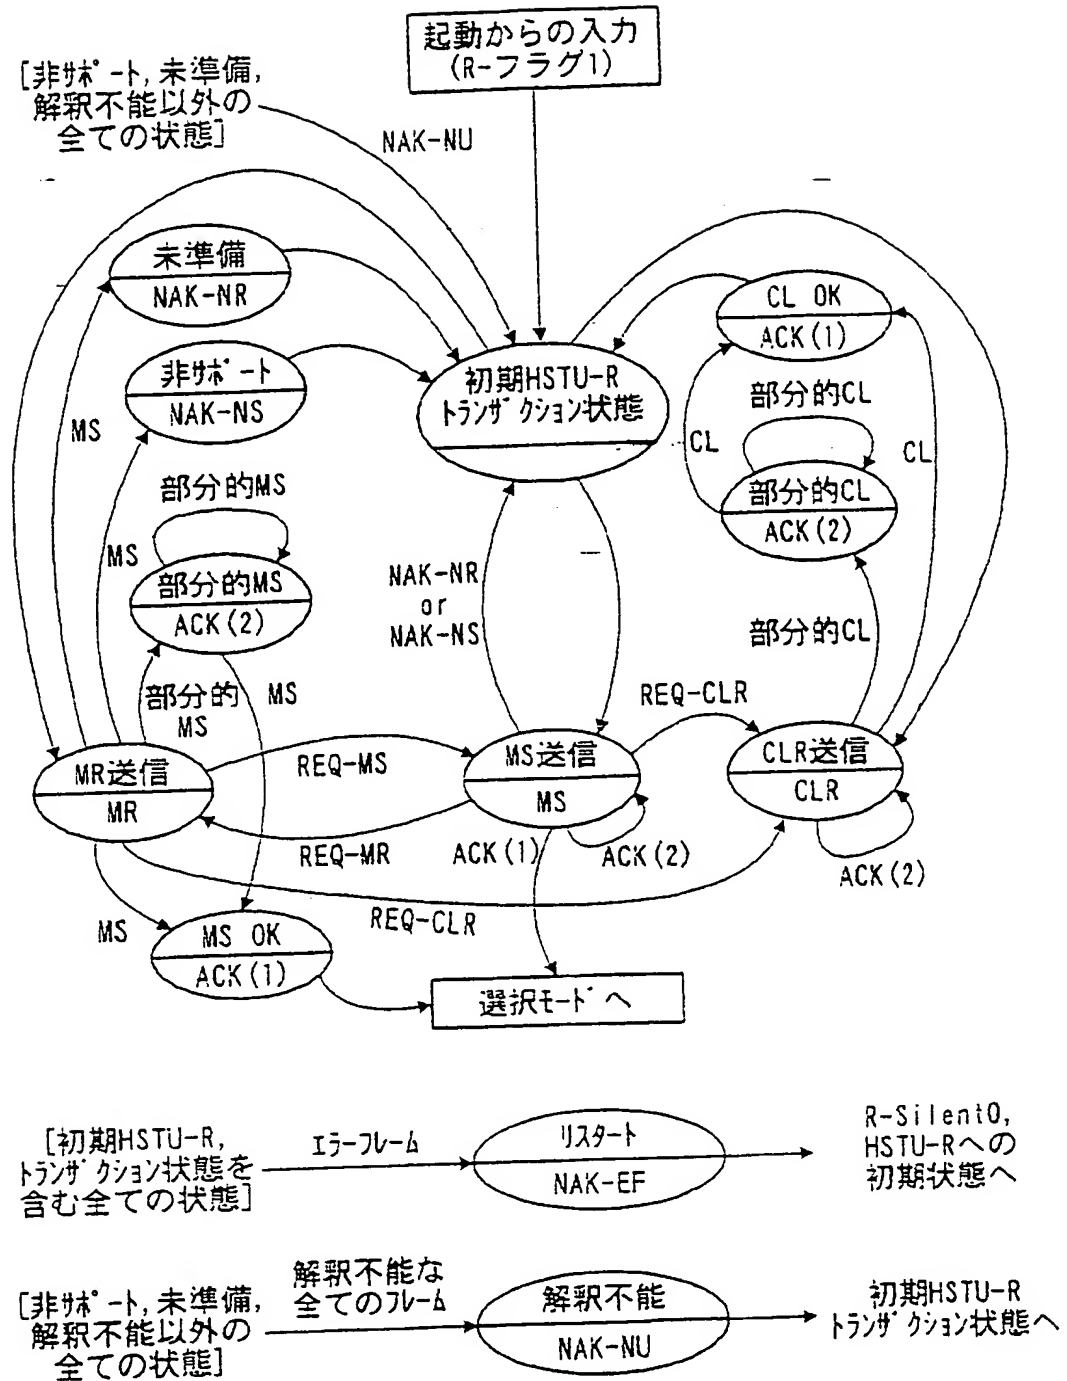 起動からの入力
(R-フラグ1)
[非サポート, 未準備,
解釈不能以外の
全ての状態]
NAK-NU
未準備
NAK-NR
CL OK
ACK(1)
非サポート
NAK-NS
初期HSTU-R
トランザクション状態
部分的CL
MS
CL
CL
部分的MS
部分的CL
ACK(2)
MS
部分的MS
ACK(2)
NAK-NR
or
NAK-NS
部分的CL
部分的
MS
MS
REQ-CLR
MR送信
MR
REQ-MS
MS送信
MS
CLR送信
CLR
REQ-MR
ACK(1)
ACK(2)
ACK(2)
MS
REQ-CLR
MS OK
ACK(1)
選択モードへ
[初期HSTU-R,
トランザクション状態を
含む全ての状態]
エラーフレーム
リスタート
NAK-EF
R-Silent0,
HSTU-Rへの
初期状態へ
[非サポート, 未準備,
解釈不能以外の
全ての状態]
解釈不能な
全てのフレーム
解釈不能
NAK-NU
初期HSTU-R
トランザクション状態へ